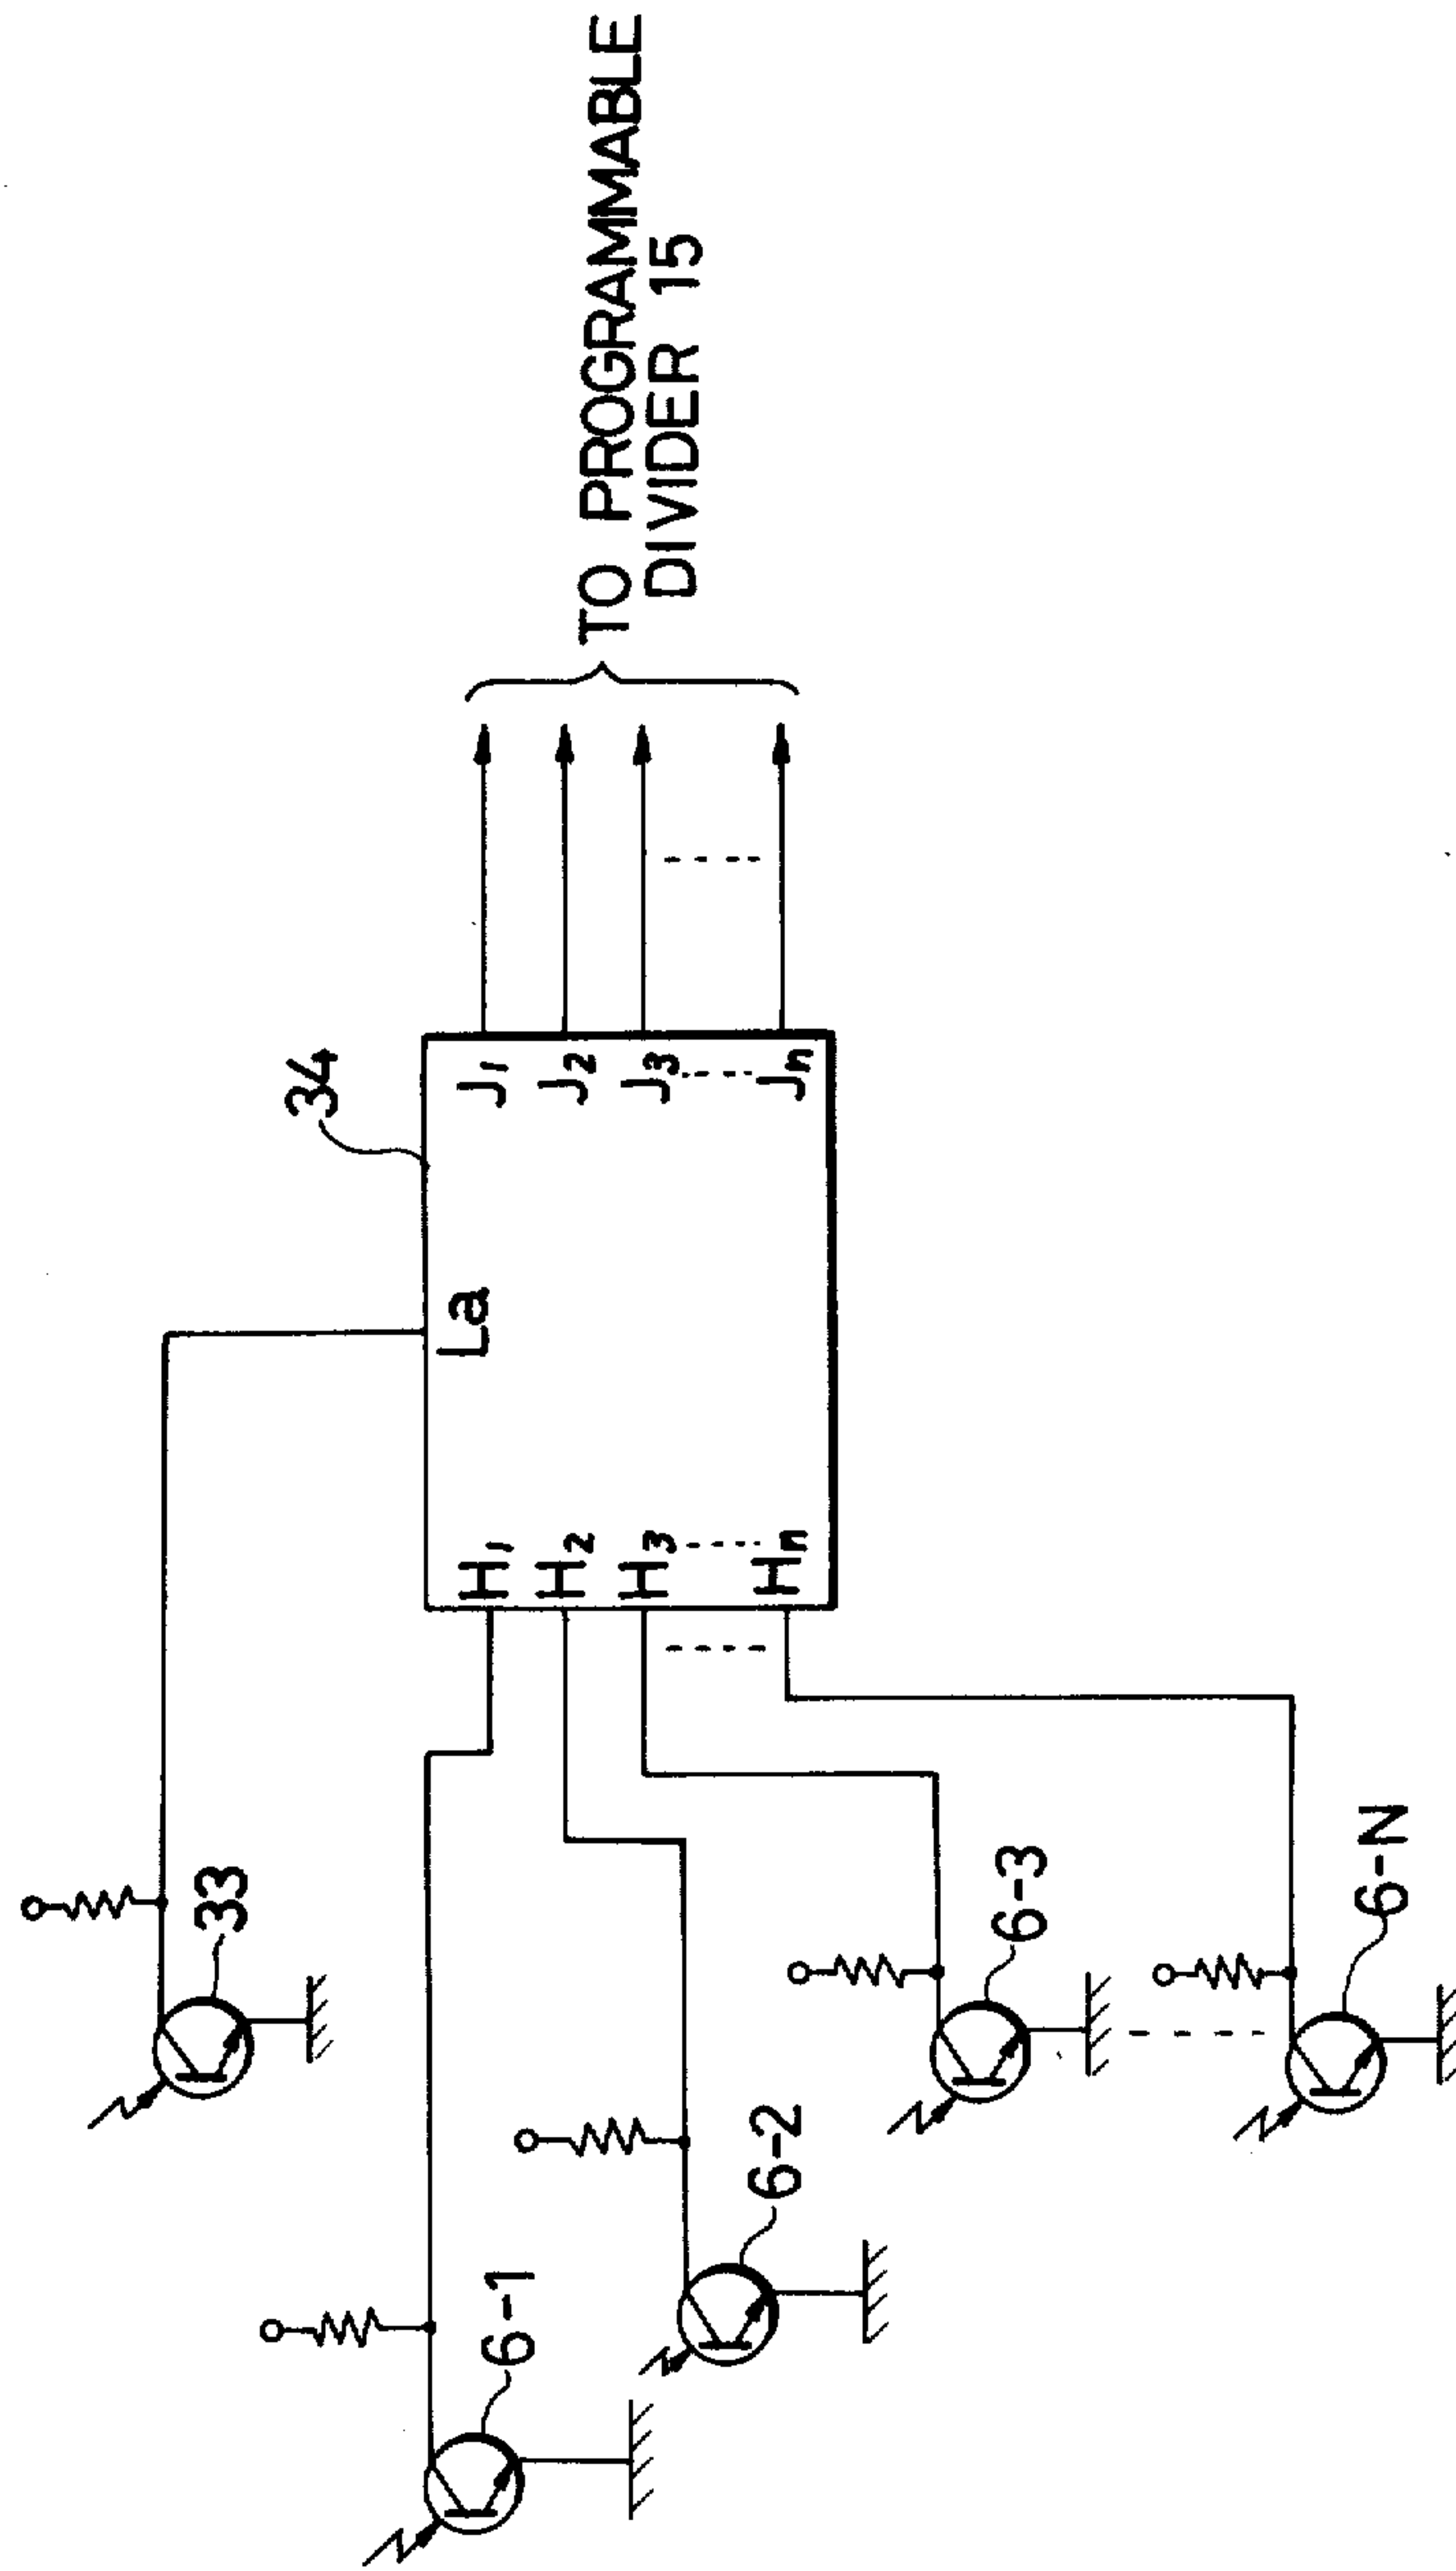 33
34
La
6-1
H1
H2
H3
Hn
J1
J2
J3
Jn
TO PROGRAMMABLE
DIVIDER 15
6-2
6-3
6-N